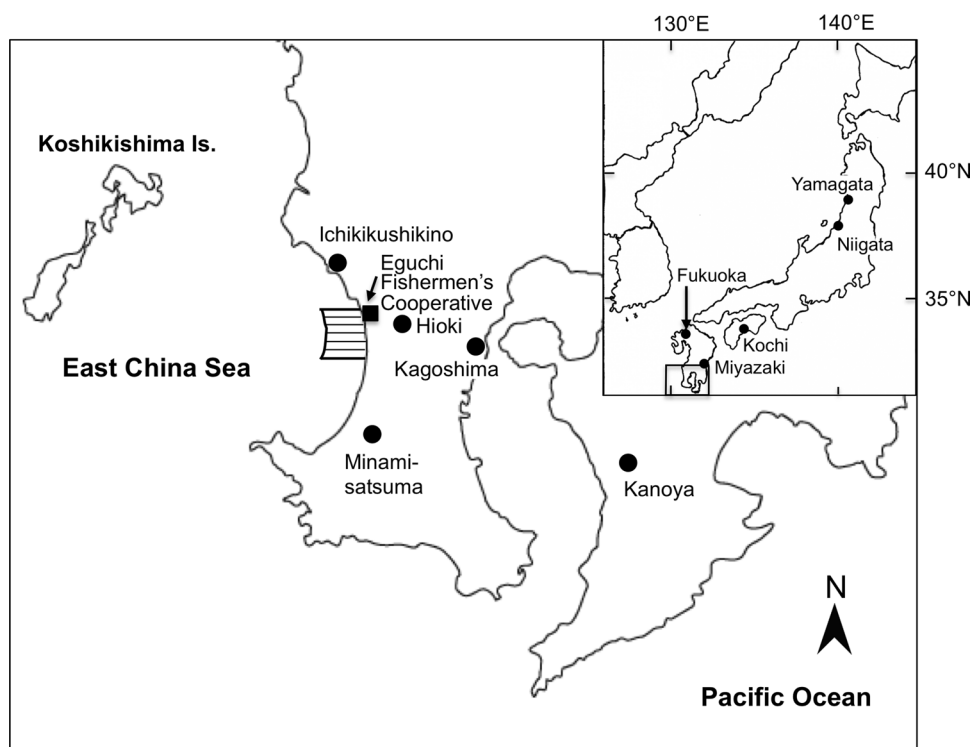 130°E
140°E
Koshikishima Is.
40°N
Yamagata
Niigata
Ichikikushikino
Eguchi
Fishermen's
Cooperative
Fukuoka
35°N
Hioki
Kochi
East China Sea
Kagoshima
Miyazaki
Minami-
satsuma
Kanoya
N
Pacific Ocean